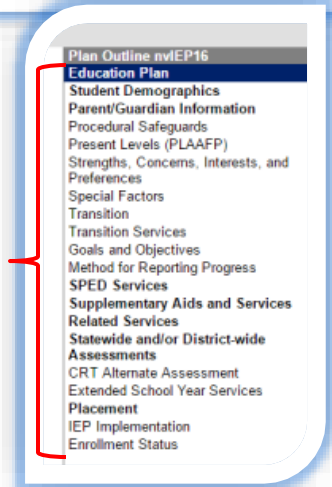 Plan Outline nvIEP16
Education Plan
Student Demographics
Parent/Guardian Information
Procedural Safeguards
Present Levels (PLAAFP)
Strengths, Concerns, Interests, and
Preferences
Special Factors
Transition
Transition Services
Goals and Objectives
Method for Reporting Progress
SPED Services
Supplementary Aids and Services
Related Services
Statewide and/or District-wide
Assessments
CRT Alternate Assessment
Extended School Year Services
Placement
IEP Implementation
Enrollment Status